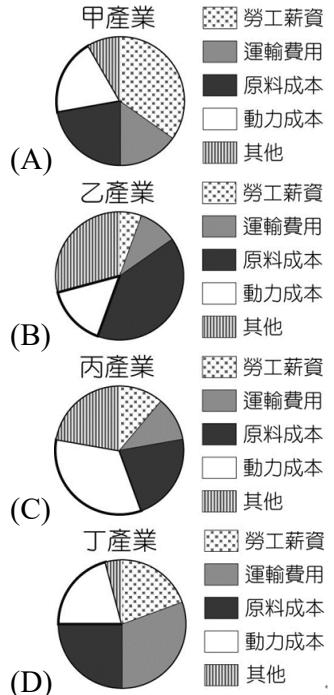 甲產業
勞工薪資
運輸費用
原料成本
動力成本
其他
(A)
乙產業
勞工薪資
運輸費用
原料成本
動力成本
其他
(B)
丙產業
勞工薪資
運輸費用
原料成本
動力成本
其他
(C)
丁產業
勞工薪資
運輸費用
原料成本
動力成本
其他
(D)